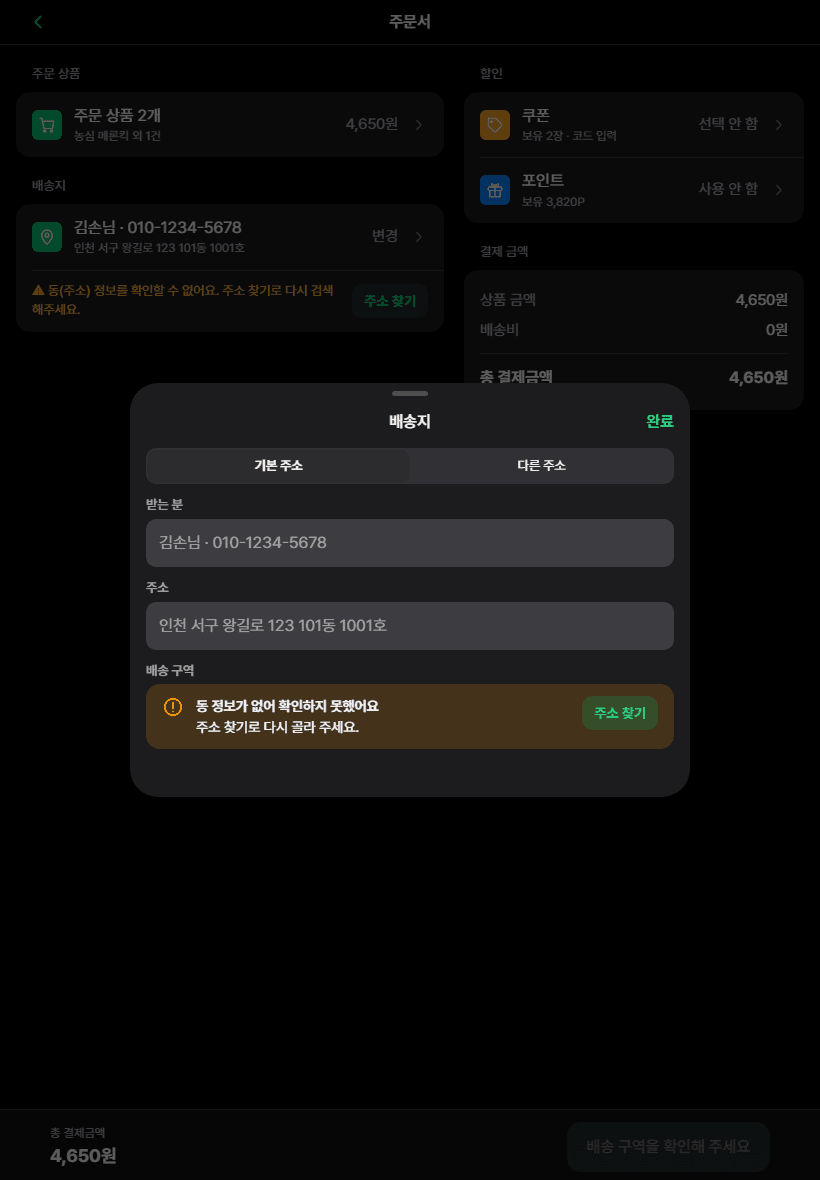 주문서
주문 상품
주문 상품 2개
농심 메론킥 외 1건
4,650원
배송지
김손님 · 010-1234-5678
인천 서구 왕길로 123 101동 1001호
변경
동(주소) 정보를 확인할 수 없어요. 주소 찾기로 다시 검색
해주세요.
주소 찾기
할인
쿠폰
보유 2장 · 코드 입력
선택 안 함
포인트
보유 3,820P
사용 안 함
결제 금액
상품 금액
4,650원
배송비
0원
총 결제금액
4,650원
배송지
완료
기본 주소
다른 주소
받는 분
김손님 · 010-1234-5678
주소
인천 서구 왕길로 123 101동 1001호
배송 구역
동 정보가 없어 확인하지 못했어요
주소 찾기로 다시 골라 주세요.
주소 찾기
총 결제금액
4,650원
배송 구역을 확인해 주세요